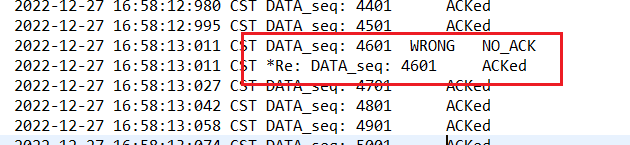 2022-12-27 16:58:12:980 CST DATA_seq: 4401 ACKed
2022-12-27 16:58:12:995 CST DATA_seq: 4501 ACKed
2022-12-27 16:58:13:011 CST DATA_seq: 4601 WRONG NO_ACK
2022-12-27 16:58:13:011 CST *Re: DATA_seq: 4601 ACKed
2022-12-27 16:58:13:027 CST DATA_seq: 4701 ACKed
2022-12-27 16:58:13:042 CST DATA_seq: 4801 ACKed
2022-12-27 16:58:13:058 CST DATA_seq: 4901 ACKed
2022-12-27 16:58:13:074 CST DATA_seq: 5001 ACKed